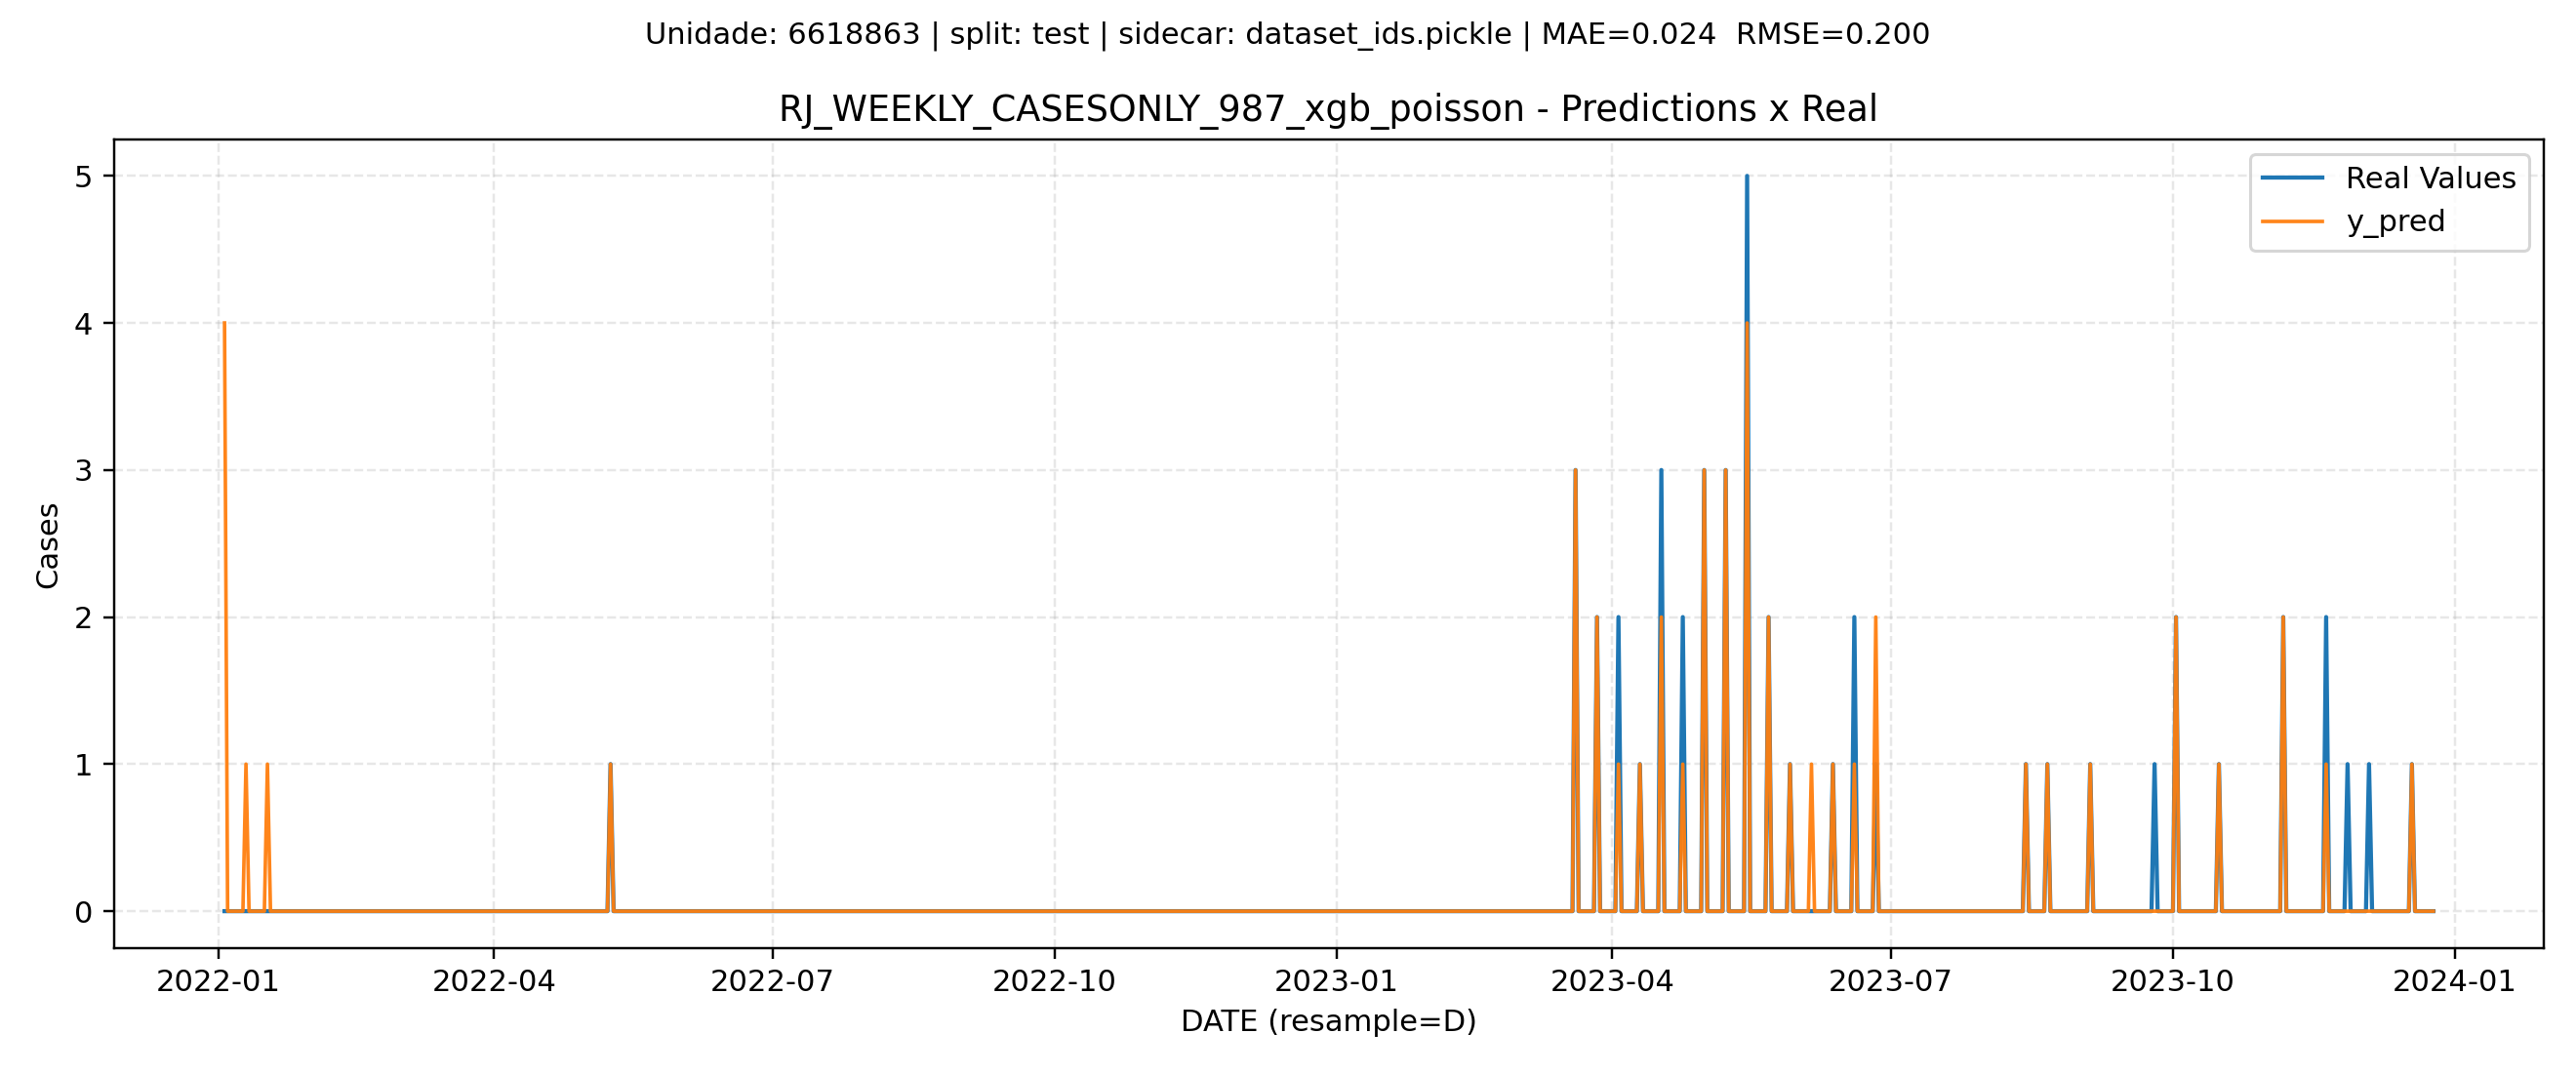 Unidade: 6618863 | split: test | sidecar: dataset_ids.pickle | MAE=0.024  RMSE=0.200
RJ_WEEKLY_CASESONLY_987_xgb_poisson - Predictions x Real
Real Values
y_pred
5
4
3
2
1
0
Cases
2022-01 2022-04 2022-07 2022-10 2023-01 2023-04 2023-07 2023-10 2024-01
DATE (resample=D)